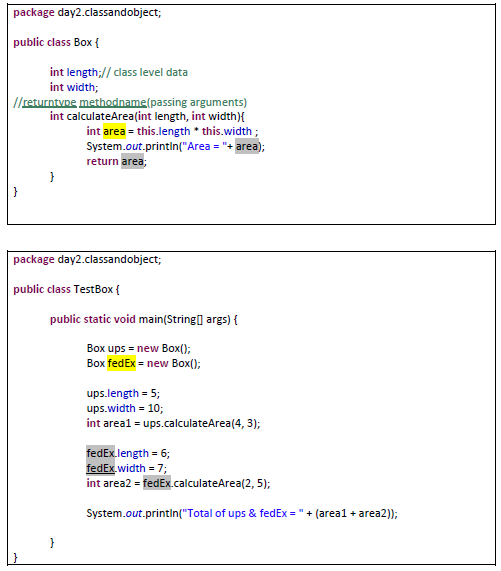 package day2.classandobject;
public class Box {
int length;// class level data
int width;
//returntype methodname(passing arguments)
int calculateArea(int length, int width){
int area = this.length * this.width ;
System.out.println("Area = "+ area);
return area;
}
}
package day2.classandobject;
public class TestBox {
public static void main(String[] args) {
Box ups = new Box();
Box fedEx = new Box();
ups.length = 5;
ups.width = 10;
int area1 = ups.calculateArea(4, 3);
fedEx.length = 6;
fedEx.width = 7;
int area2 = fedEx.calculateArea(2, 5);
System.out.println("Total of ups & fedEx = " + (area1 + area2));
}
}